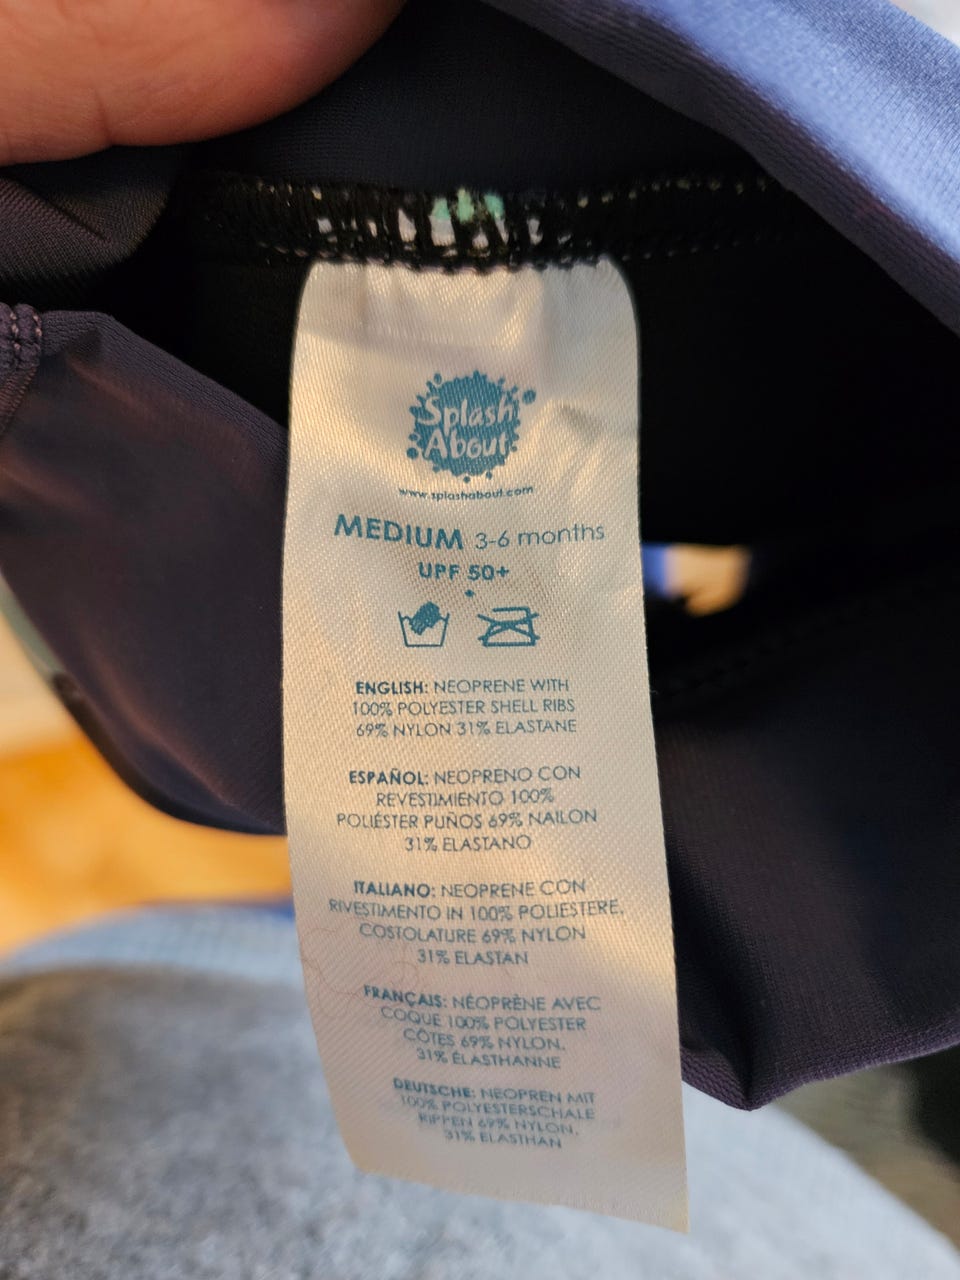 Splash
About
www.splashabout.com
MEDIUM 3-6 months
UPF 50+
ENGLISH: NEOPRENE WITH
100% POLYESTER SHELL RIBS
69% NYLON 31% ELASTANE
ESPAÑOL: NEOPRENO CON
REVESTIMIENTO 100%
POLIÉSTER PUÑOS 69% NAILON
31% ELASTANO
ITALIANO: NEOPRENE CON
RIVESTIMENTO IN 100% POLIESTERE,
COSTOLATURE 69% NYLON
31% ELASTAN
FRANÇAIS: NÉOPRÈNE AVEC
COQUE 100% POLYESTER
CÔTES 69% NYLON,
31% ÉLASTHANNE
DEUTSCHE: NEOPREN MIT
100% POLYESTERSCHALE
RIPPEN 69% NYLON,
31% ELASTHAN